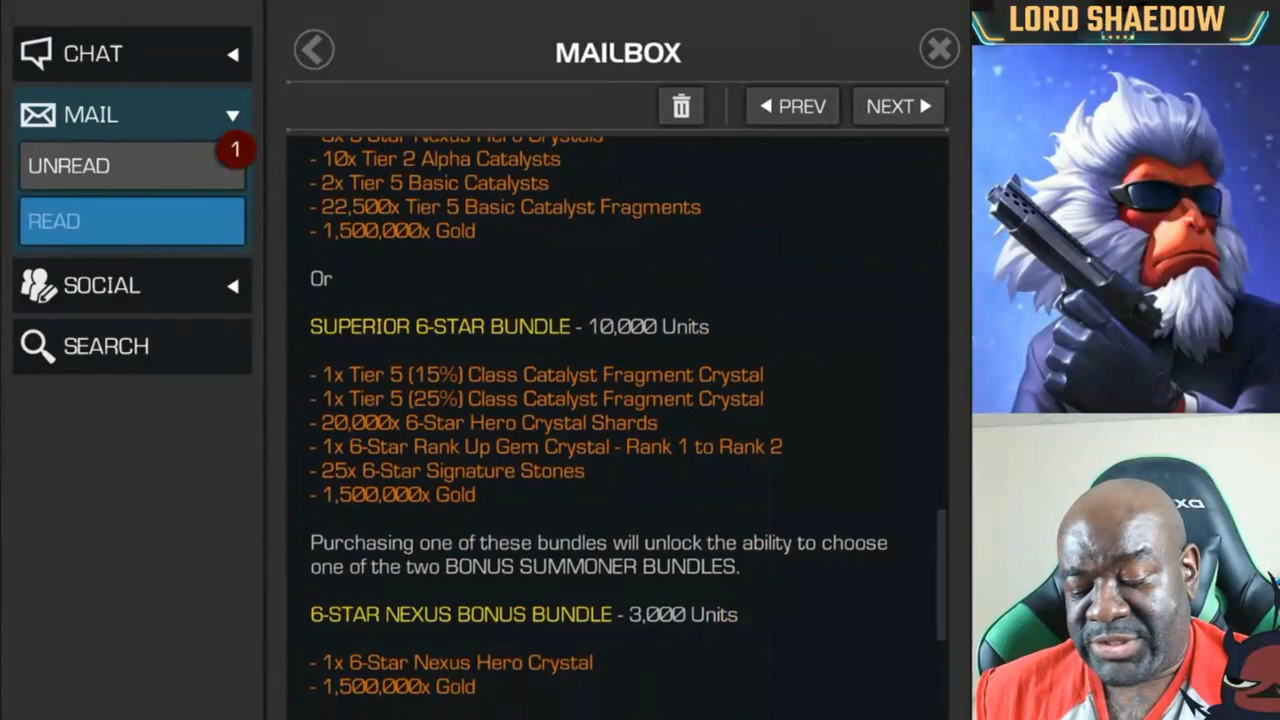 LORD SHAEDOW
CHAT
MAILBOX
MAIL
PREV
NEXT
1
UNREAD
READ
SOCIAL
SEARCH
- 10x Tier 2 Alpha Catalysts
- 2x Tier 5 Basic Catalysts
- 22,500x Tier 5 Basic Catalyst Fragments
- 1,500,000x Gold
Or
SUPERIOR 6-STAR BUNDLE - 10,000 Units
- 1x Tier 5 (15%) Class Catalyst Fragment Crystal
- 1x Tier 5 (25%) Class Catalyst Fragment Crystal
- 20,000x 6-Star Hero Crystal Shards
- 1x 6-Star Rank Up Gem Crystal - Rank 1 to Rank 2
- 25x 6-Star Signature Stones
- 1,500,000x Gold
Purchasing one of these bundles will unlock the ability to choose
one of the two BONUS SUMMONER BUNDLES.
6-STAR NEXUS BONUS BUNDLE - 3,000 Units
- 1x 6-Star Nexus Hero Crystal
- 1,500,000x Gold